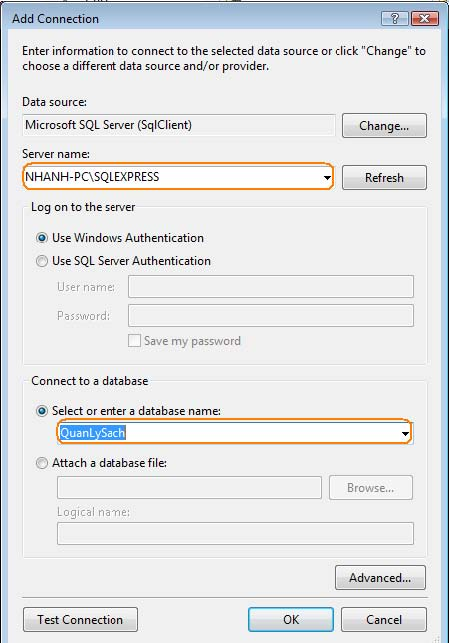 Add Connection
Enter information to connect to the selected data source or click "Change" to
choose a different data source and/or provider.
Data source:
Microsoft SQL Server (SqlClient)
Change...
Server name:
NHANH-PC\SQLEXPRESS
Refresh
Log on to the server
Use Windows Authentication
Use SQL Server Authentication
User name:
Password:
Save my password
Connect to a database
Select or enter a database name:
QuanLySach
Attach a database file:
Browse...
Logical name:
Advanced...
Test Connection
OK
Cancel